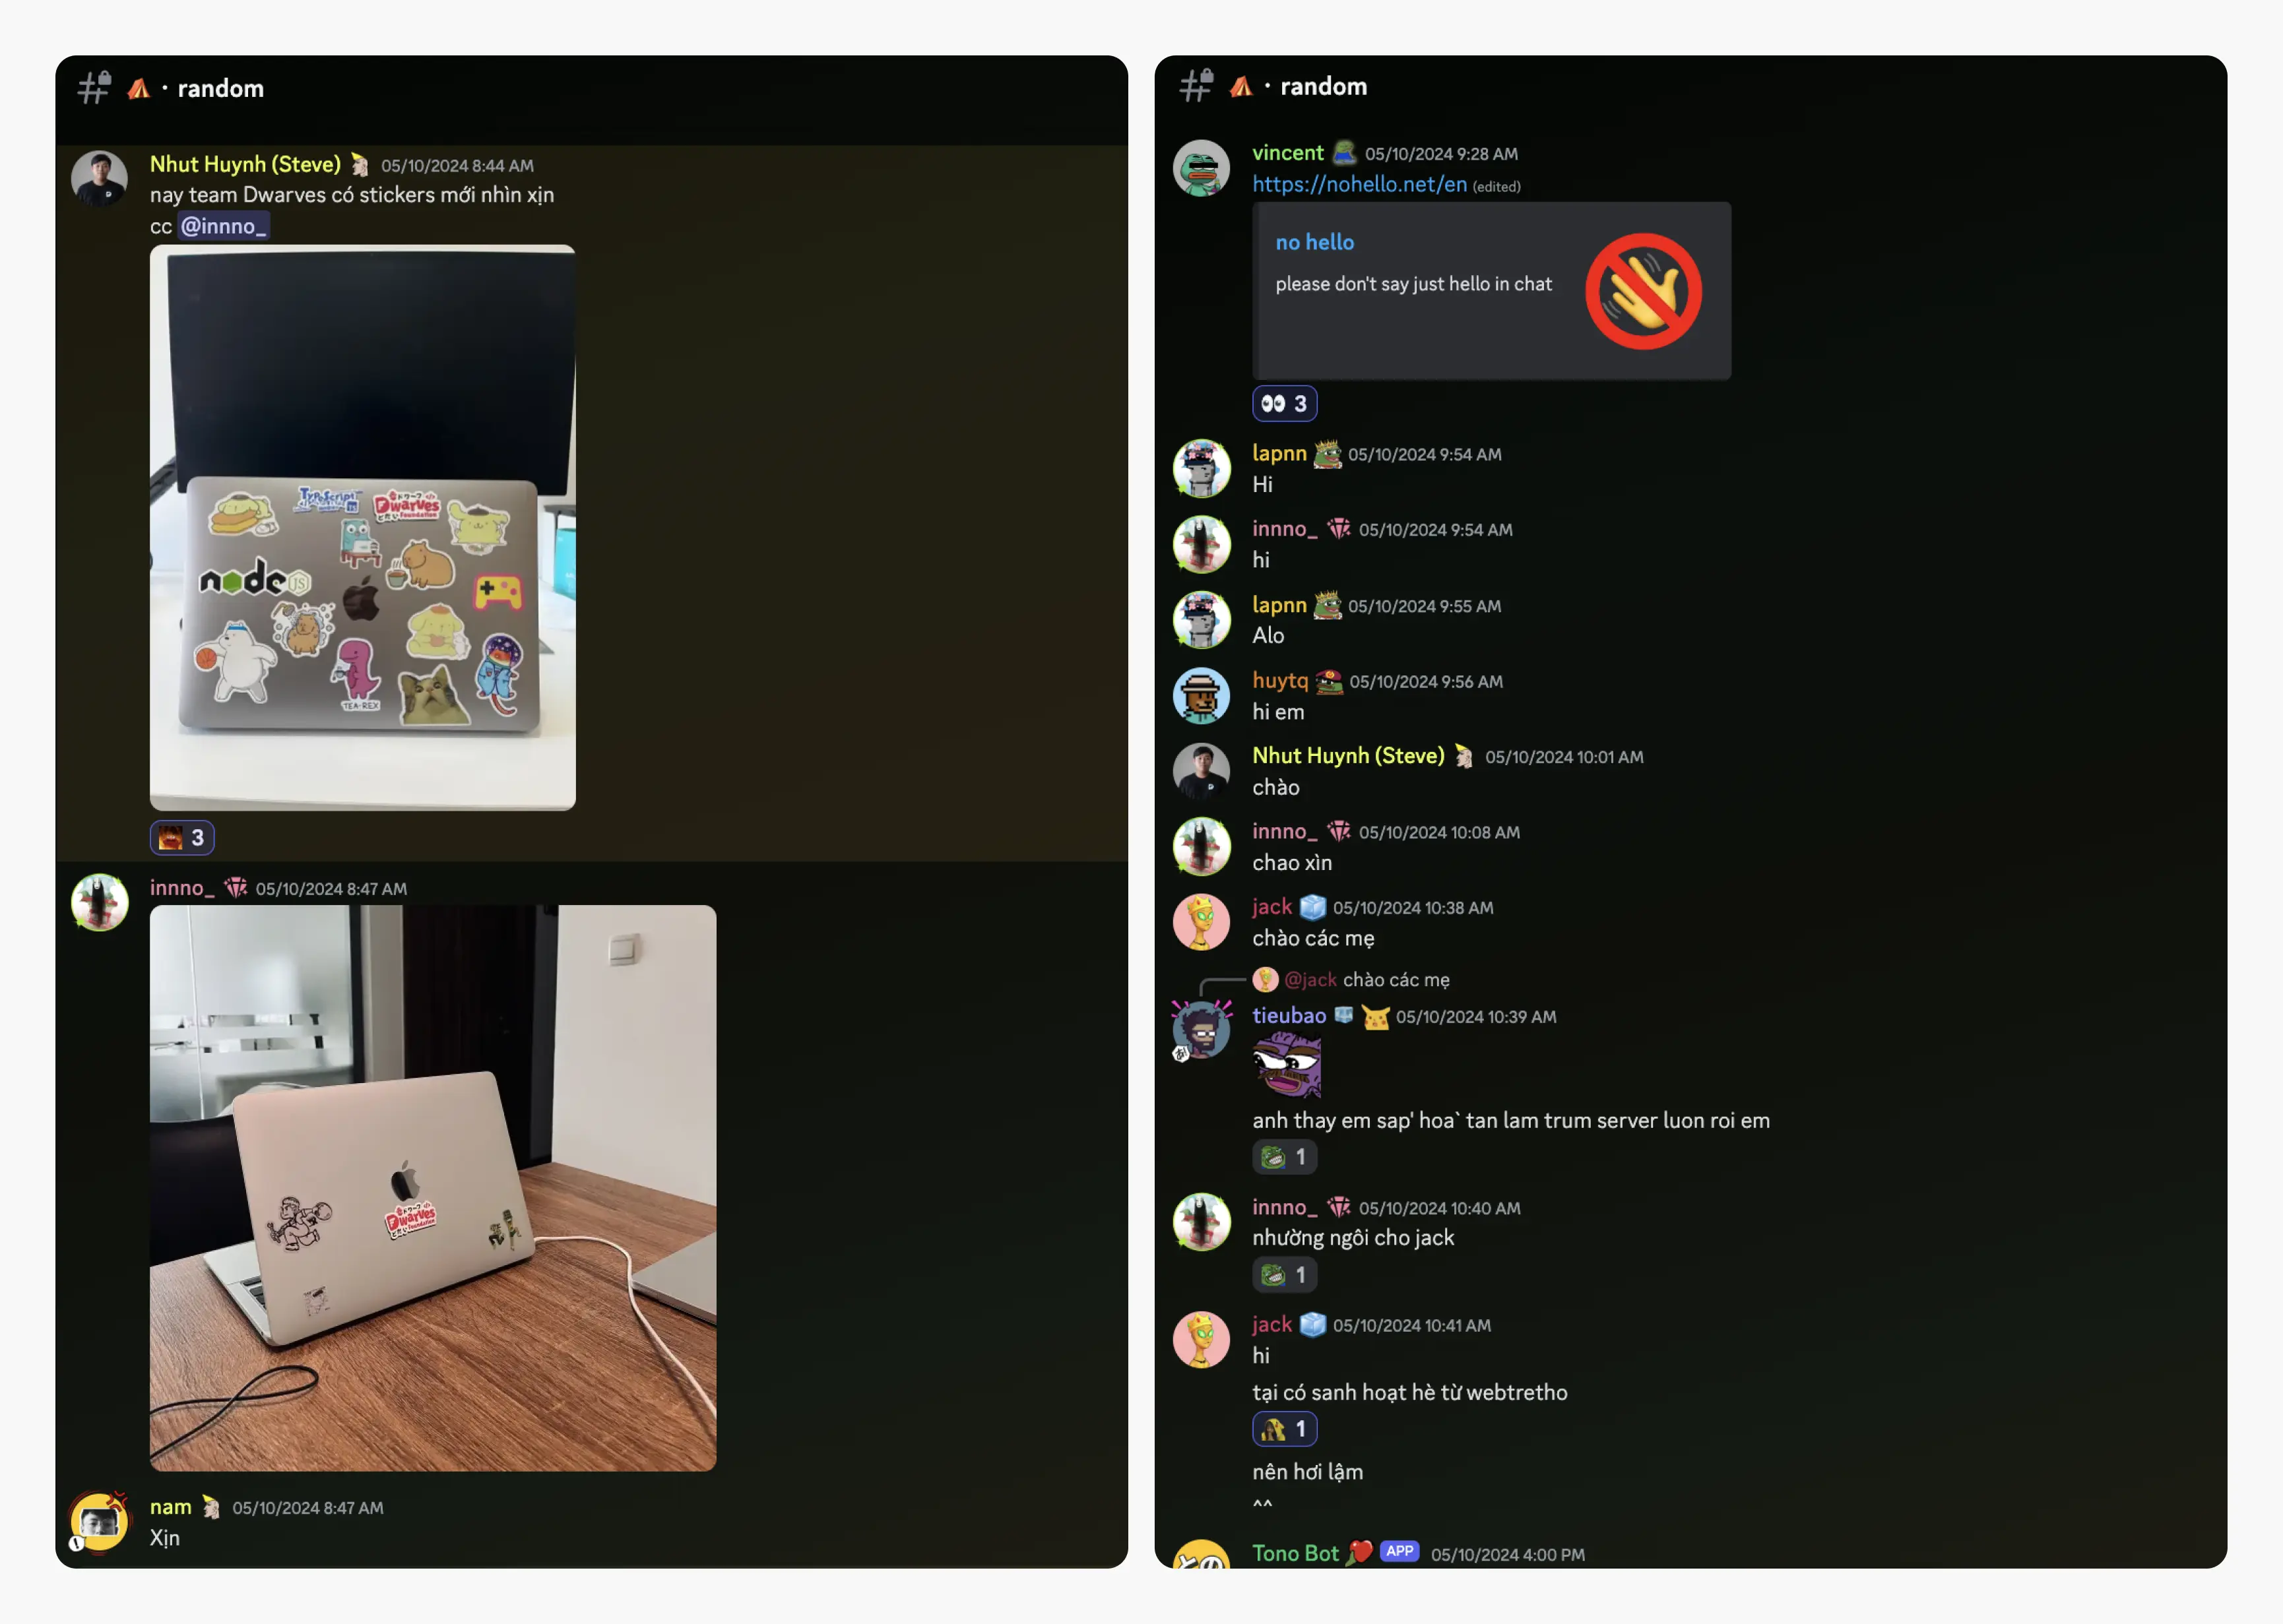 · random
Nhut Huynh (Steve) 05/10/2024 8:44 AM
nay team Dwarves có stickers mới nhìn xịn
cc @innno_
TypeScript
Dwarves
Foundation
node
JS
TEA-REX
3
innno_ 05/10/2024 8:47 AM
Dwarves
Foundation
nam 05/10/2024 8:47 AM
Xịn
· random
vincent 05/10/2024 9:28 AM
https://nohello.net/en (edited)
no hello
please don't say just hello in chat
3
lapnn 05/10/2024 9:54 AM
Hi
innno_ 05/10/2024 9:54 AM
hi
lapnn 05/10/2024 9:55 AM
Alo
huytq 05/10/2024 9:56 AM
hi em
Nhut Huynh (Steve) 05/10/2024 10:01 AM
chào
innno_ 05/10/2024 10:08 AM
chao xìn
jack 05/10/2024 10:38 AM
chào các mẹ
@jack chào các mẹ
tieubao 05/10/2024 10:39 AM
anh thay em sap' hoa` tan lam trum server luon roi em
1
innno_ 05/10/2024 10:40 AM
nhường ngôi cho jack
1
jack 05/10/2024 10:41 AM
hi
tại có sanh hoạt hè từ webtretho
1
nên hơi lậm
^^
Tono Bot APP 05/10/2024 4:00 PM